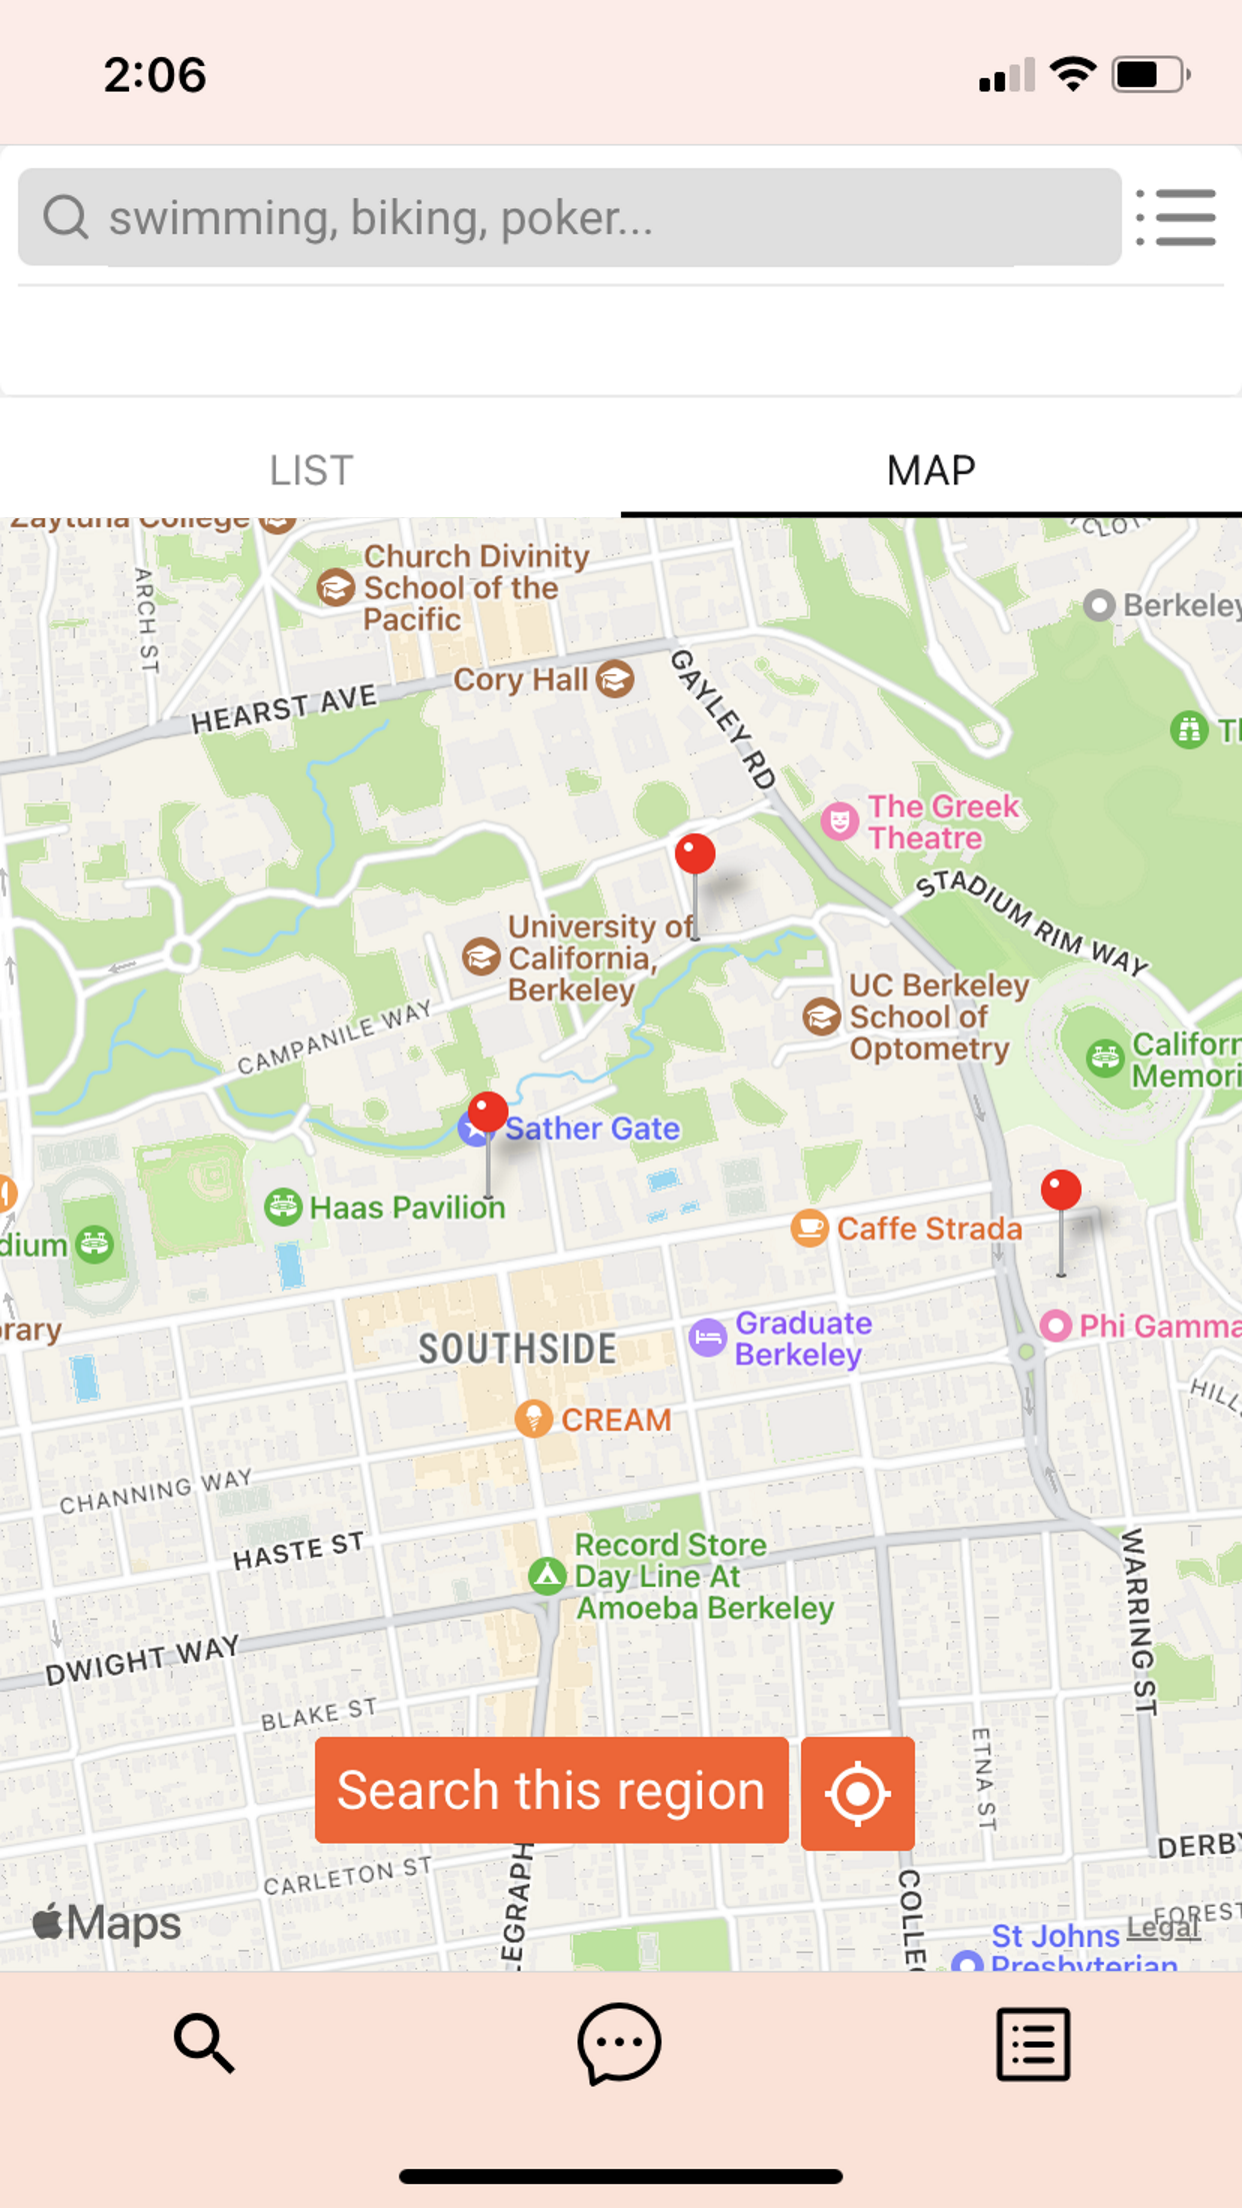 2:06
swimming, biking, poker...
LIST
MAP
Zaytuna College
Church Divinity
School of the
Pacific
ARCH ST
Berkeley
Cory Hall
HEARST AVE
GAYLEY RD
The Greek
Theatre
STADIUM RIM WAY
University of
California,
Berkeley
UC Berkeley
School of
Optometry
CAMPANILE WAY
Californ
Memori
Sather Gate
Haas Pavilion
Caffe Strada
dium
rary
SOUTHSIDE
Graduate
Berkeley
Phi Gamma
HILL
CREAM
CHANNING WAY
HASTE ST
Record Store
Day Line At
Amoeba Berkeley
WARRING ST
DWIGHT WAY
BLAKE ST
ETNA ST
Search this region
DERBY
CARLETON ST
EGRAPH
COLLEG
Maps
FOREST
Legal
St Johns
Presbyterian